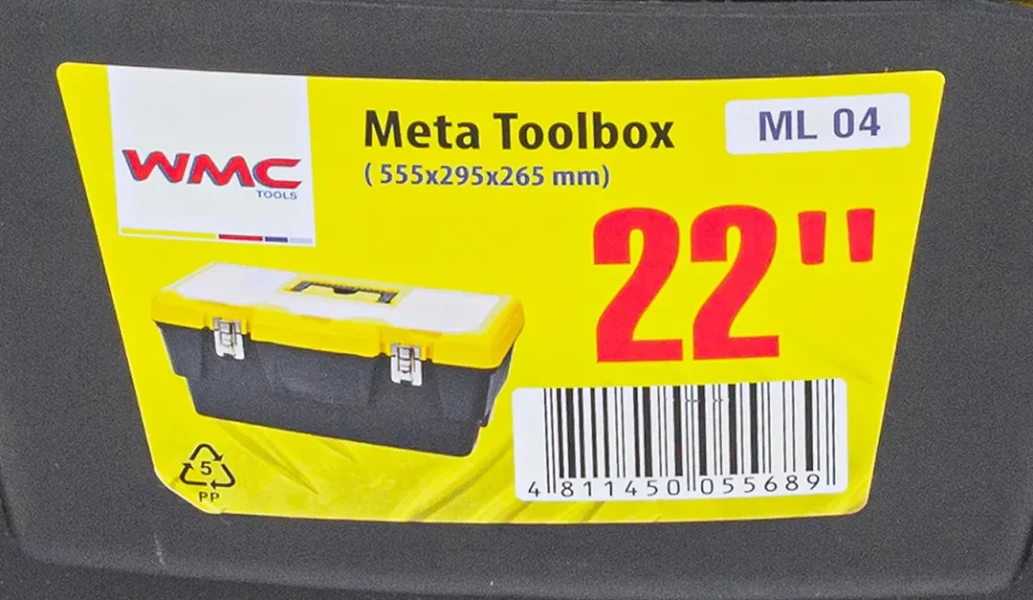 WMC
TOOLS
Meta Toolbox
( 555x295x265 mm)
ML 04
22"
5
PP
4 811450 055689